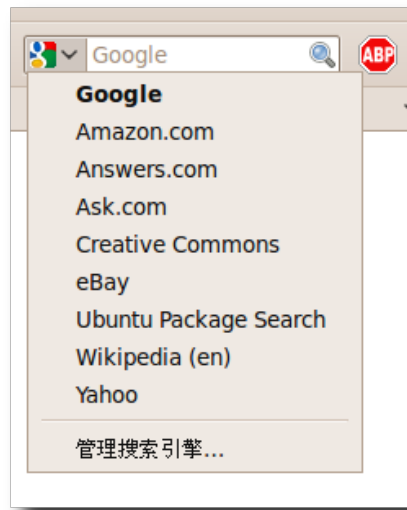 Google
ABP
Google
Amazon.com
Answers.com
Ask.com
Creative Commons
eBay
Ubuntu Package Search
Wikipedia (en)
Yahoo
管理搜索引擎...